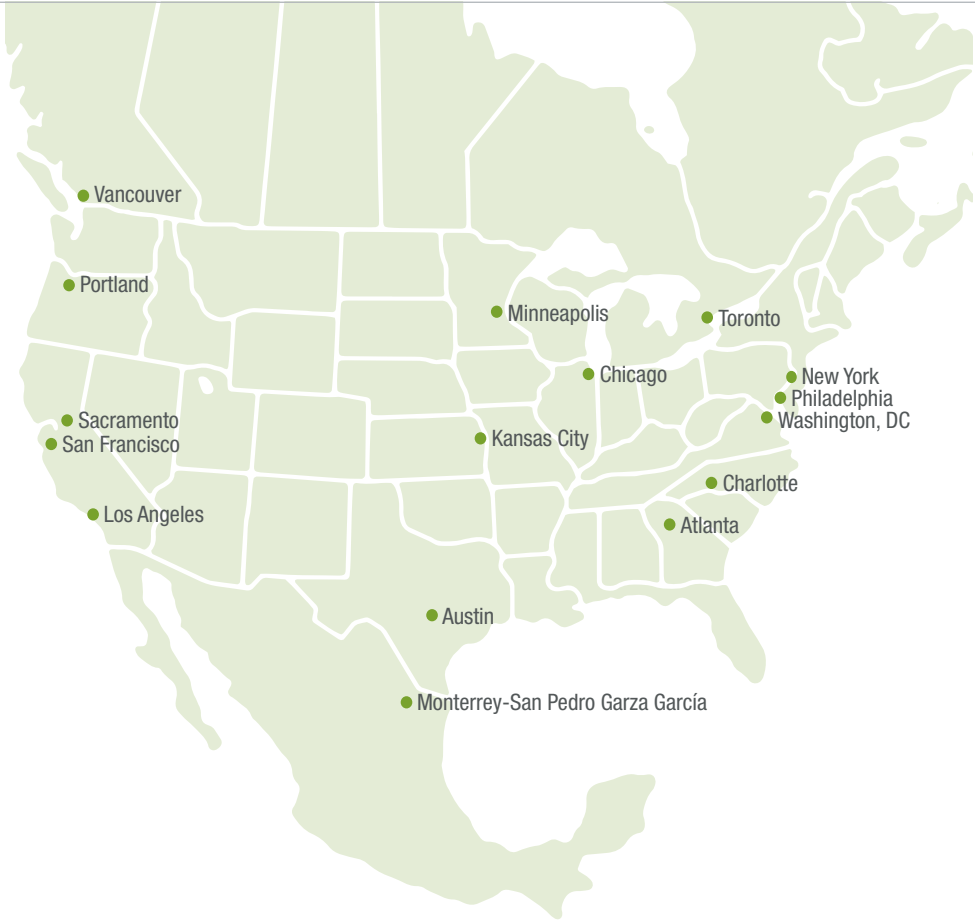 Vancouver
Portland
Minneapolis
Toronto
Chicago
New York
Philadelphia
Washington, DC
Sacramento
San Francisco
Kansas City
Charlotte
Los Angeles
Atlanta
Austin
Monterrey-San Pedro Garza García